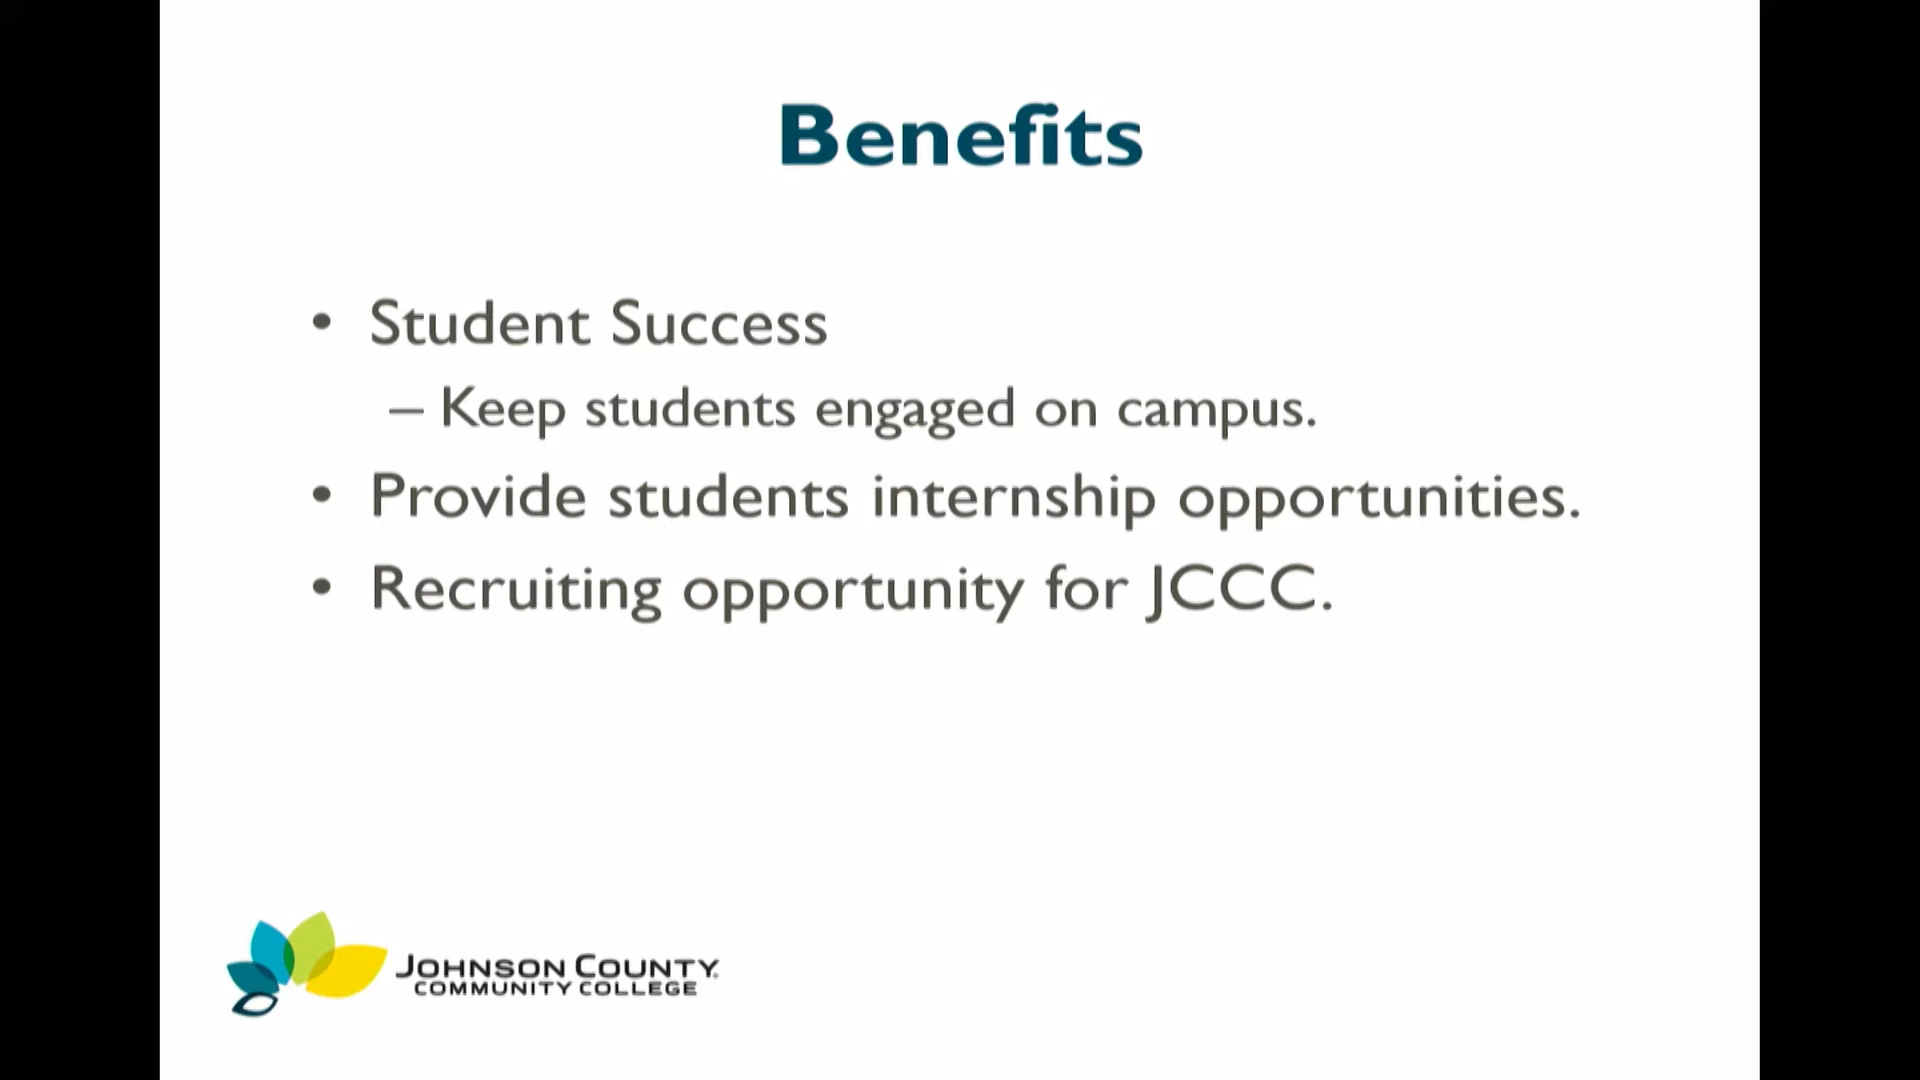 Benefits
• Student Success
– Keep students engaged on campus.
• Provide students internship opportunities.
• Recruiting opportunity for JCCC.
JOHNSON COUNTY
COMMUNITY COLLEGE